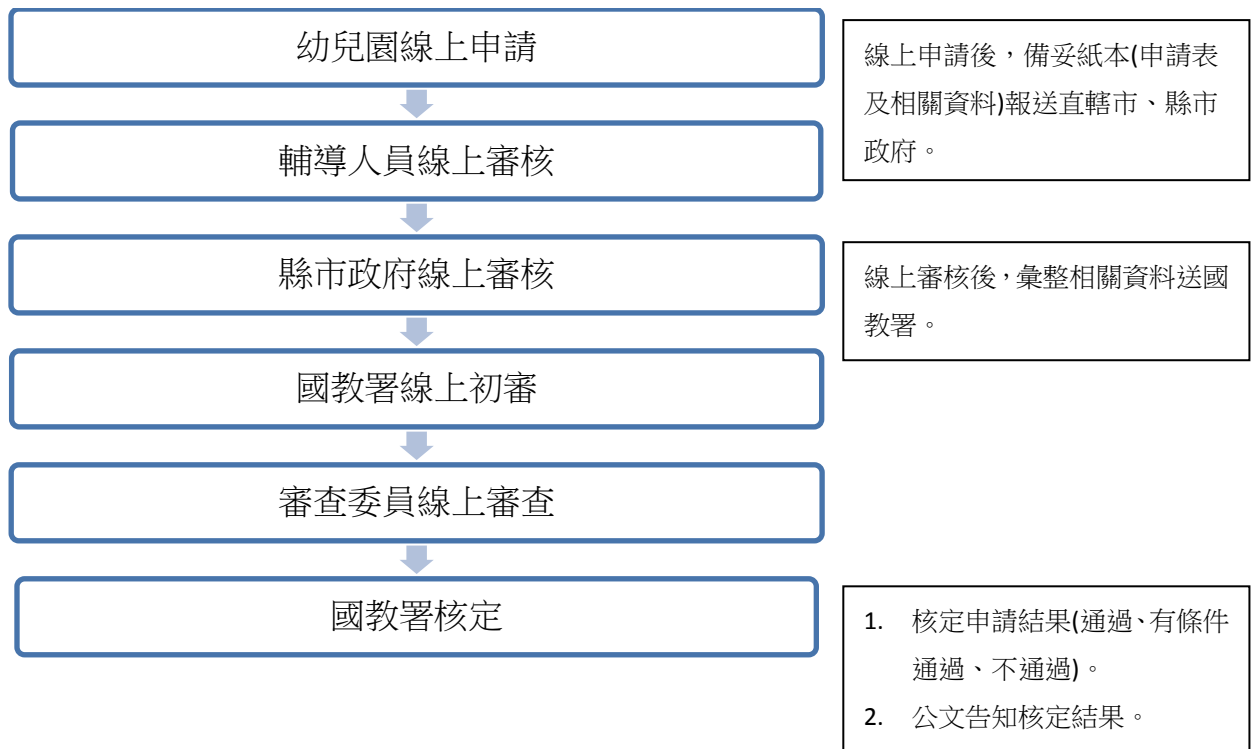 幼兒園線上申請
線上申請後，備妥紙本(申請表
及相關資料)報送直轄市、縣市
政府。
輔導人員線上審核
縣市政府線上審核
線上審核後，彙整相關資料送國
教署。
國教署線上初審
審查委員線上審查
國教署核定
1. 核定申請結果(通過、有條件
通過、不通過)。
2. 公文告知核定結果。